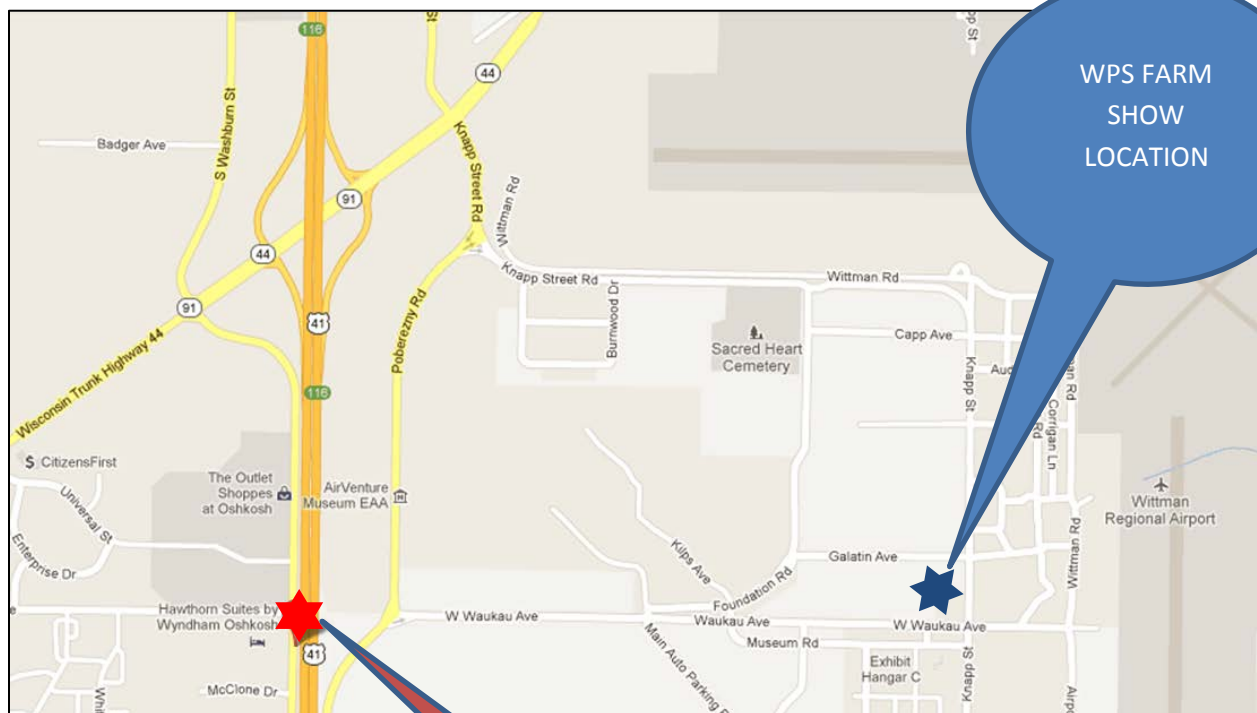 WPS FARM
SHOW
LOCATION
116
44
Knapp St
Badger Ave
S Washburn St
Knapp Street Rd
91
Wittman Rd
44
Knapp Street Rd
Wittman Rd
91
41
Poberezny Rd
Burnwood Dr
Sacred Heart
Cemetery
Capp Ave
Wisconsin Trunk Highway 44
116
Knapp St
Corrigan Ln
Rd
$ CitizensFirst
The Outlet
Shoppes
at Oshkosh
AirVenture
Museum EAA
Universal St
Wittman
Regional Airport
Enterprise Dr
Kilps Ave
Galatin Ave
Wittman Rd
Foundation Rd
Hawthorn Suites by
Wyndham Oshkosh
W Waukau Ave
Waukau Ave
W Waukau Ave
41
Main Auto Parking
Museum Rd
Exhibit
Hangar C
Knapp St
McClone Dr